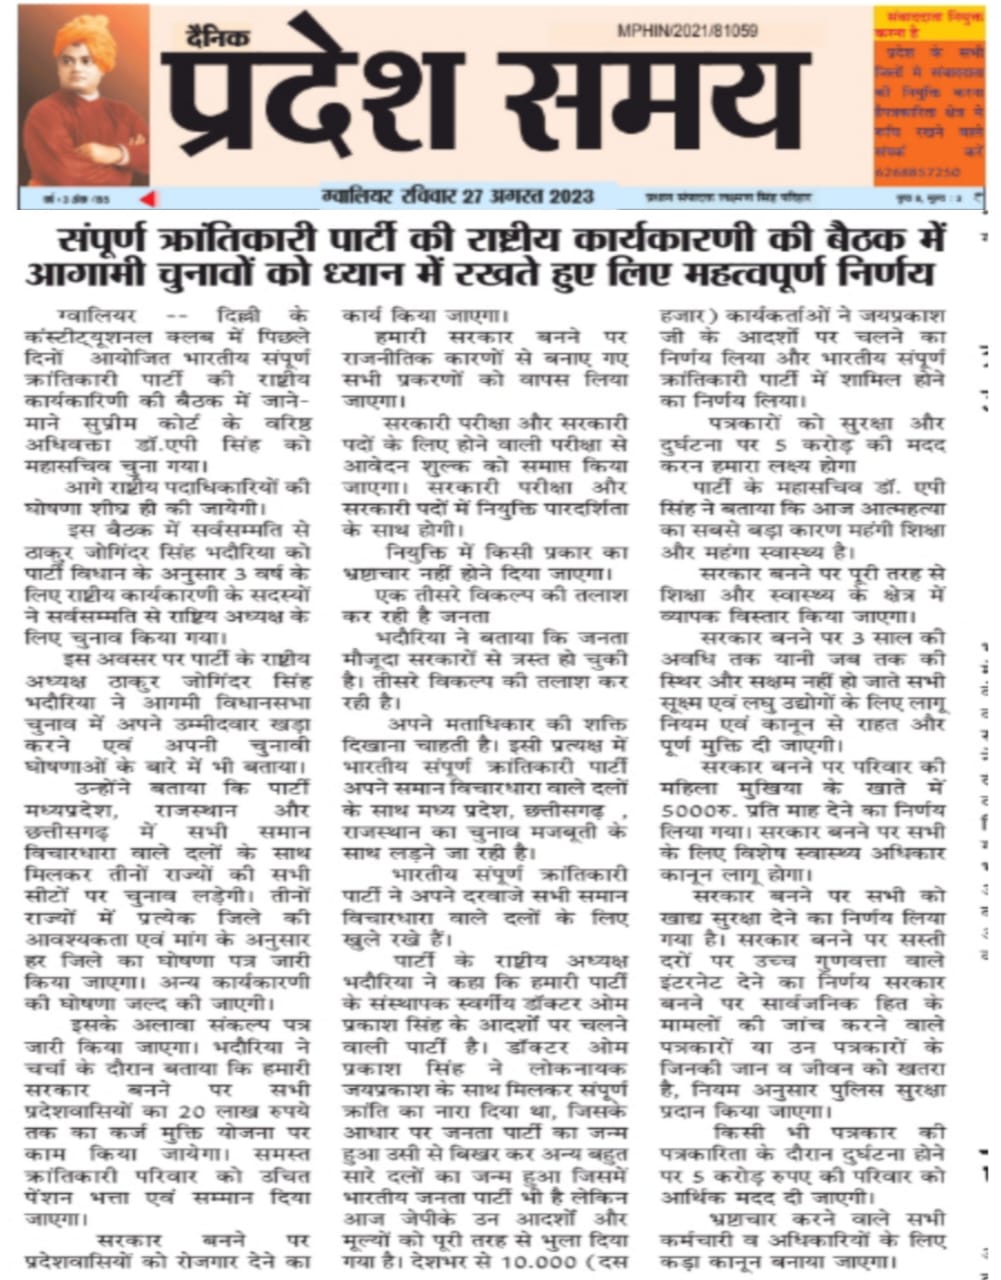 दैनिक
प्रदेश समय
MPHIN/2021/81059
संवाददाता नियुक्त
करना है
प्रदेश के सभी
जिलों में संवाददाता
की नियुक्ति करना
है पत्रकारिता क्षेत्र में
रूचि रखने वाले
संपर्क करें
6268857250
ग्वालियर रविवार 27 अगस्त 2023
प्रधान संपादक लक्ष्मण सिंह परिहार
संपूर्ण क्रांतिकारी पार्टी की राष्ट्रीय कार्यकारणी की बैठक में
आगामी चुनावों को ध्यान में रखते हुए लिए महत्वपूर्ण निर्णय
ग्वालियर -- दिल्ली के
कंस्टीट्यूशनल क्लब में पिछले
दिनों आयोजित भारतीय संपूर्ण
क्रांतिकारी पार्टी की राष्ट्रीय
कार्यकारिणी की बैठक में जाने-
माने सुप्रीम कोर्ट के वरिष्ठ
अधिवक्ता डॉ.एपी सिंह को
महासचिव चुना गया।
आगे राष्ट्रीय पदाधिकारियों की
घोषणा शीघ्र ही की जायेगी।
इस बैठक में सर्वसम्मति से
ठाकुर जोगिंदर सिंह भदौरिया को
पार्टी विधान के अनुसार 3 वर्ष के
लिए राष्ट्रीय कार्यकारणी के सदस्यों
ने सर्वसम्मति से राष्ट्रिय अध्यक्ष के
लिए चुनाव किया गया।
इस अवसर पर पार्टी के राष्ट्रीय
अध्यक्ष ठाकुर जोगिंदर सिंह
भदौरिया ने आगमी विधानसभा
चुनाव में अपने उम्मीदवार खड़ा
करने एवं अपनी चुनावी
घोषणाओं के बारे में भी बताया।
उन्होंने बताया कि पार्टी
मध्यप्रदेश, राजस्थान और
छत्तीसगढ़ में सभी समान
विचारधारा वाले दलों के साथ
मिलकर तीनों राज्यों की सभी
सीटों पर चुनाव लड़ेगी। तीनों
राज्यों में प्रत्येक जिले की
आवश्यकता एवं मांग के अनुसार
हर जिले का घोषणा पत्र जारी
किया जाएगा। अन्य कार्यकारणी
की घोषणा जल्द की जाएगी।
इसके अलावा संकल्प पत्र
जारी किया जाएगा। भदौरिया ने
चर्चा के दौरान बताया कि हमारी
सरकार बनने पर सभी
प्रदेशवासियों का 20 लाख रुपये
तक का कर्ज मुक्ति योजना पर
काम किया जायेगा। समस्त
क्रांतिकारी परिवार को उचित
पेंशन भत्ता एवं सम्मान दिया
जाएगा।
सरकार बनने पर
प्रदेशवासियों को रोजगार देने का
कार्य किया जाएगा।
हमारी सरकार बनने पर
राजनीतिक कारणों से बनाए गए
सभी प्रकरणों को वापस लिया
जाएगा।
सरकारी परीक्षा और सरकारी
पदों के लिए होने वाली परीक्षा से
आवेदन शुल्क को समाप्त किया
जाएगा। सरकारी परीक्षा और
सरकारी पदों में नियुक्ति पारदर्शिता
के साथ होगी।
नियुक्ति में किसी प्रकार का
भ्रष्टाचार नहीं होने दिया जाएगा।
एक तीसरे विकल्प की तलाश
कर रही है जनता
भदौरिया ने बताया कि जनता
मौजूदा सरकारों से त्रस्त हो चुकी
है। तीसरे विकल्प की तलाश कर
रही है।
अपने मताधिकार की शक्ति
दिखाना चाहती है। इसी प्रत्यक्ष में
भारतीय संपूर्ण क्रांतिकारी पार्टी
अपने समान विचारधारा वाले दलों
के साथ मध्य प्रदेश, छत्तीसगढ़ ,
राजस्थान का चुनाव मजबूती के
साथ लड़ने जा रही है।
भारतीय संपूर्ण क्रांतिकारी
पार्टी ने अपने दरवाजे सभी समान
विचारधारा वाले दलों के लिए
खुले रखे हैं।
पार्टी के राष्ट्रीय अध्यक्ष
भदौरिया ने कहा कि हमारी पार्टी
के संस्थापक स्वर्गीय डॉक्टर ओम
प्रकाश सिंह के आदर्शों पर चलने
वाली पार्टी है। डॉक्टर ओम
प्रकाश सिंह ने लोकनायक
जयप्रकाश के साथ मिलकर संपूर्ण
क्रांति का नारा दिया था, जिसके
आधार पर जनता पार्टी का जन्म
हुआ उसी से बिखर कर अन्य बहुत
सारे दलों का जन्म हुआ जिसमें
भारतीय जनता पार्टी भी है लेकिन
आज जेपीके उन आदर्शों और
मूल्यों को पूरी तरह से भुला दिया
गया है। देशभर से 10.000 (दस
हजार) कार्यकर्ताओं ने जयप्रकाश
जी के आदर्शों पर चलने का
निर्णय लिया और भारतीय संपूर्ण
क्रांतिकारी पार्टी में शामिल होने
का निर्णय लिया।
पत्रकारों को सुरक्षा और
दुर्घटना पर 5 करोड़ की मदद
करन हमारा लक्ष्य होगा
पार्टी के महासचिव डॉ. एपी
सिंह ने बताया कि आज आत्महत्या
का सबसे बड़ा कारण महंगी शिक्षा
और महंगा स्वास्थ्य है।
सरकार बनने पर पूरी तरह से
शिक्षा और स्वास्थ्य के क्षेत्र में
व्यापक विस्तार किया जाएगा।
सरकार बनने पर 3 साल की
अवधि तक यानी जब तक की
स्थिर और सक्षम नहीं हो जाते सभी
सूक्ष्म एवं लघु उद्योगों के लिए लागू
नियम एवं कानून से राहत और
पूर्ण मुक्ति दी जाएगी।
सरकार बनने पर परिवार की
महिला मुखिया के खाते में
5000रु. प्रति माह देने का निर्णय
लिया गया। सरकार बनने पर सभी
के लिए विशेष स्वास्थ्य अधिकार
कानून लागू होगा।
सरकार बनने पर सभी को
खाद्य सुरक्षा देने का निर्णय लिया
गया है। सरकार बनने पर सस्ती
दरों पर उच्च गुणवत्ता वाले
इंटरनेट देने का निर्णय सरकार
बनने पर सार्वजनिक हित के
मामलों की जांच करने वाले
पत्रकारों या उन पत्रकारों के
जिनकी जान व जीवन को खतरा
है, नियम अनुसार पुलिस सुरक्षा
प्रदान किया जाएगा।
किसी भी पत्रकार की
पत्रकारिता के दौरान दुर्घटना होने
पर 5 करोड़ रुपए की परिवार को
आर्थिक मदद दी जाएगी।
भ्रष्टाचार करने वाले सभी
कर्मचारी व अधिकारियों के लिए
कड़ा कानून बनाया जाएगा।